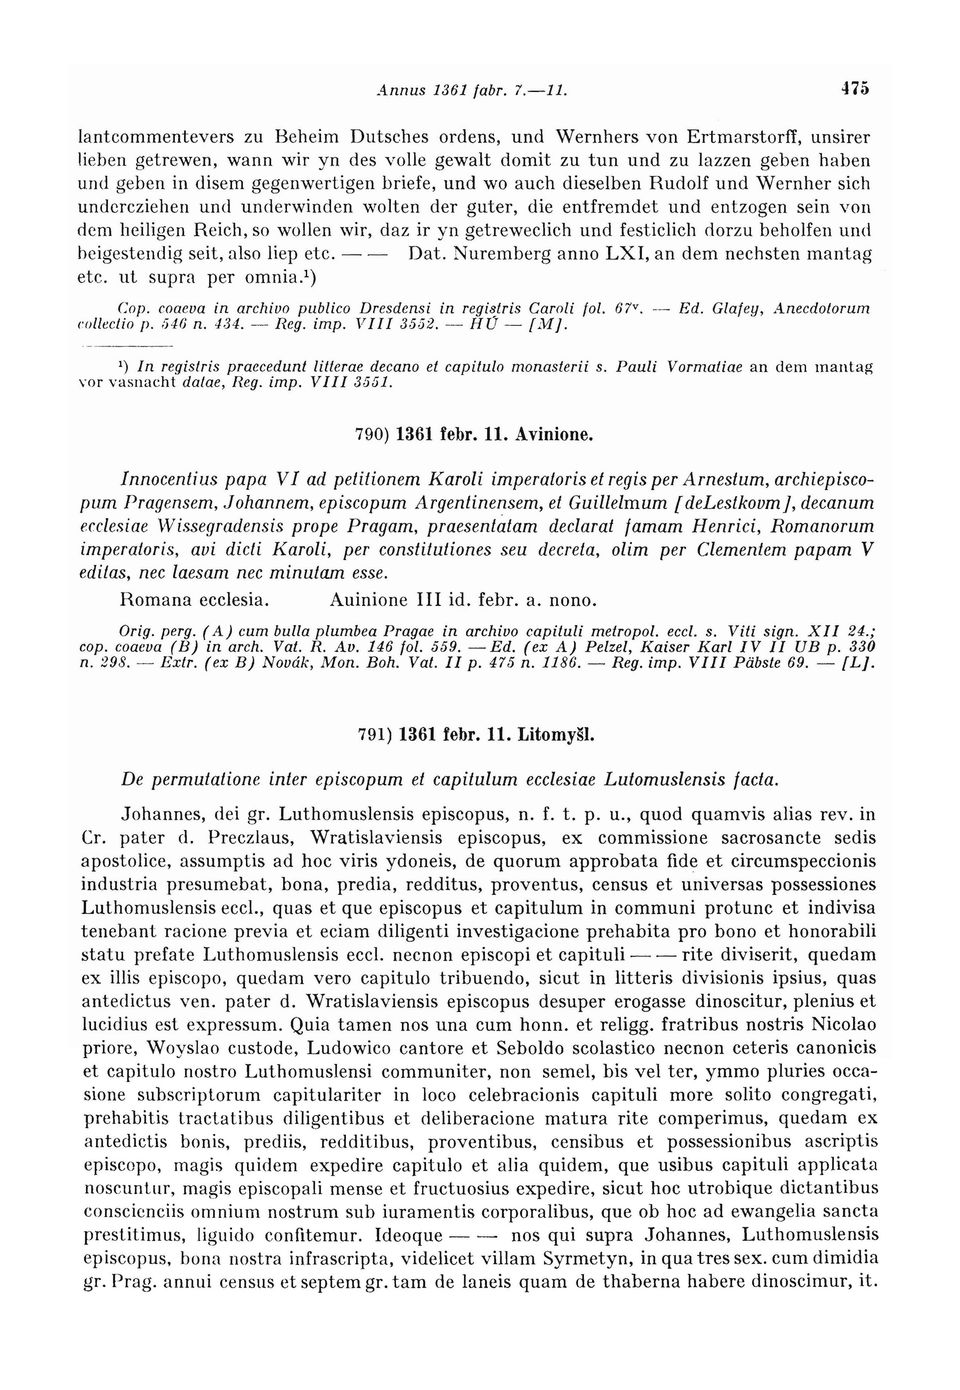 Annus 1361 fabr. 7.—11. 475
lantcommentevers zu Beheim Dutsches ordens, und Wernhers von Ertmarstorff, unsirer
lieben getrewen, wann wir yn des volle gewalt domit zu tun und zu lazzen geben haben
und geben in disem gegenwertigen briefe, und wo auch dieselben Rudolf und Wernher sich
undercziehen und underwinden wolten der guter, die entfremdet und entzogen sein von
dem heiligen Reich, so wollen wir, daz ir yn getreweclich und festiclich dorzu beholfen und
beigestendig seit, also liep etc. — — Dat. Nuremberg anno LXI, an dem nechsten mantag
etc. ut supra per omnia.¹)
Cop. coaeva in archivo publico Dresdensi in registris Caroli fol. 67ᵛ. — Ed. Glafey, Anecdotorum
collectio p. 546 n. 434. — Reg. imp. VIII 3552. — HÚ — [M].
¹) In registris praecedunt litterae decano et capitulo monasterii s. Pauli Vormatiae an dem mantag
vor vasnacht datae, Reg. imp. VIII 3551.
790) 1361 febr. 11. Avinione.
Innocentius papa VI ad petitionem Karoli imperatoris et regis per Arnestum, archiepisco-
pum Pragensem, Johannem, episcopum Argentinensem, et Guillelmum [deLestkovm], decanum
ecclesiae Wissegradensis prope Pragam, praesentatam declarat famam Henrici, Romanorum
imperatoris, avi dicti Karoli, per constitutiones seu decreta, olim per Clementem papam V
editas, nec laesam nec minutam esse.
Romana ecclesia. Auinione III id. febr. a. nono.
Orig. perg. (A) cum bulla plumbea Pragae in archivo capituli metropol. eccl. s. Viti sign. XII 24.;
cop. coaeva (B) in arch. Vat. R. Av. 146 fol. 559. — Ed. (ex A) Pelzel, Kaiser Karl IV II UB p. 330
n. 298. — Extr. (ex B) Novák, Mon. Boh. Vat. II p. 475 n. 1186. — Reg. imp. VIII Päbste 69. — [L].
791) 1361 febr. 11. Litomyšl.
De permutatione inter episcopum et capitulum ecclesiae Lutomuslensis facta.
Johannes, dei gr. Luthomuslensis episcopus, n. f. t. p. u., quod quamvis alias rev. in
Cr. pater d. Preczlaus, Wratislaviensis episcopus, ex commissione sacrosancte sedis
apostolice, assumptis ad hoc viris ydoneis, de quorum approbata fide et circumspeccionis
industria presumebat, bona, predia, redditus, proventus, census et universas possessiones
Luthomuslensis eccl., quas et que episcopus et capitulum in communi protunc et indivisa
tenebant racione previa et eciam diligenti investigacione prehabita pro bono et honorabili
statu prefate Luthomuslensis eccl. necnon episcopi et capituli — — rite diviserit, quedam
ex illis episcopo, quedam vero capitulo tribuendo, sicut in litteris divisionis ipsius, quas
antedictus ven. pater d. Wratislaviensis episcopus desuper erogasse dinoscitur, plenius et
lucidius est expressum. Quia tamen nos una cum honn. et religg. fratribus nostris Nicolao
priore, Woyslao custode, Ludowico cantore et Seboldo scolastico necnon ceteris canonicis
et capitulo nostro Luthomuslensi communiter, non semel, bis vel ter, ymmo pluries occa-
sione subscriptorum capitulariter in loco celebracionis capituli more solito congregati,
prehabitis tractatibus diligentibus et deliberacione matura rite comperimus, quedam ex
antedictis bonis, prediis, redditibus, proventibus, censibus et possessionibus ascriptis
episcopo, magis quidem expedire capitulo et alia quidem, que usibus capituli applicata
noscuntur, magis episcopali mense et fructuosius expedire, sicut hoc utrobique dictantibus
conscienciis omnium nostrum sub iuramentis corporalibus, que ob hoc ad ewangelia sancta
prestitimus, liguido confitemur. Ideoque — — nos qui supra Johannes, Luthomuslensis
episcopus, bona nostra infrascripta, videlicet villam Syrmetyn, in qua tres sex. cum dimidia
gr. Prag. annui census et septem gr. tam de laneis quam de thaberna habere dinoscimur, it.